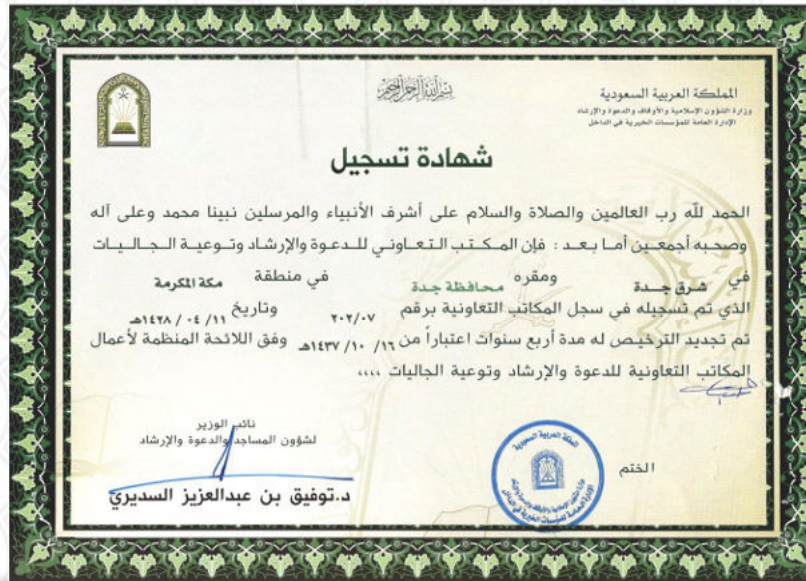 بسم الله الرحمن الرحيم
المملكة العربية السعودية
وزارة الشؤون الإسلامية والأوقاف والدعوة والإرشاد
الإدارة العامة للمؤسسات الخيرية في الداخل
شهادة تسجيل
الحمد لله رب العالمين والصلاة والسلام على أشرف الأنبياء والمرسلين نبينا محمد وعلى آله
وصحبه أجمعين أما بعد : فإن المكتب التعاوني للدعوة والإرشاد وتوعية الجاليات
في شرق جدة ومقره محافظة جدة في منطقة مكة المكرمة
الذي تم تسجيله في سجل المكاتب التعاونية برقم ٢٠٢/٠٧ وتاريخ ١١/ ٠٤ / ١٤٢٨هـ
تم تجديد الترخيص له مدة أربع سنوات اعتباراً من ١٦/ ١٠ /١٤٣٧هـ وفق اللائحة المنظمة لأعمال
المكاتب التعاونية للدعوة والإرشاد وتوعية الجاليات ،،،،
نائب الوزير
لشؤون المساجد والدعوة والإرشاد
د.توفيق بن عبدالعزيز السديري
الختم
المملكة العربية السعودية